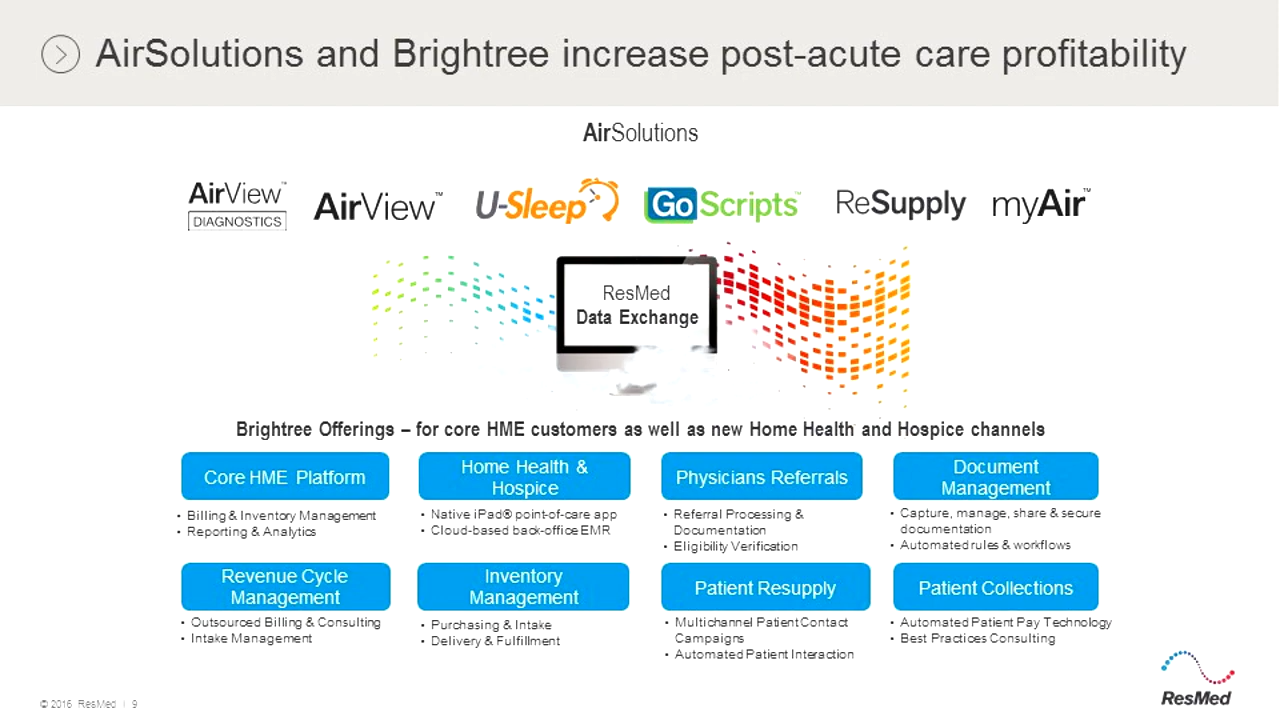 AirSolutions and Brightree increase post-acute care profitability
AirSolutions
AirView™
DIAGNOSTICS
AirView™
U-Sleep
GoScripts™
ReSupply
myAir™
ResMed
Data Exchange
Brightree Offerings – for core HME customers as well as new Home Health and Hospice channels
Core HME Platform
• Billing & Inventory Management
• Reporting & Analytics
Home Health &
Hospice
• Native iPad® point-of-care app
• Cloud-based back-office EMR
Physicians Referrals
• Referral Processing &
Documentation
• Eligibility Verification
Document
Management
• Capture, manage, share & secure
documentation
• Automated rules & workflows
Revenue Cycle
Management
• Outsourced Billing & Consulting
• Intake Management
Inventory
Management
• Purchasing & Intake
• Delivery & Fulfillment
Patient Resupply
• Multichannel Patient Contact
Campaigns
• Automated Patient Interaction
Patient Collections
• Automated Patient Pay Technology
• Best Practices Consulting
ResMed
© 2016 ResMed | 9